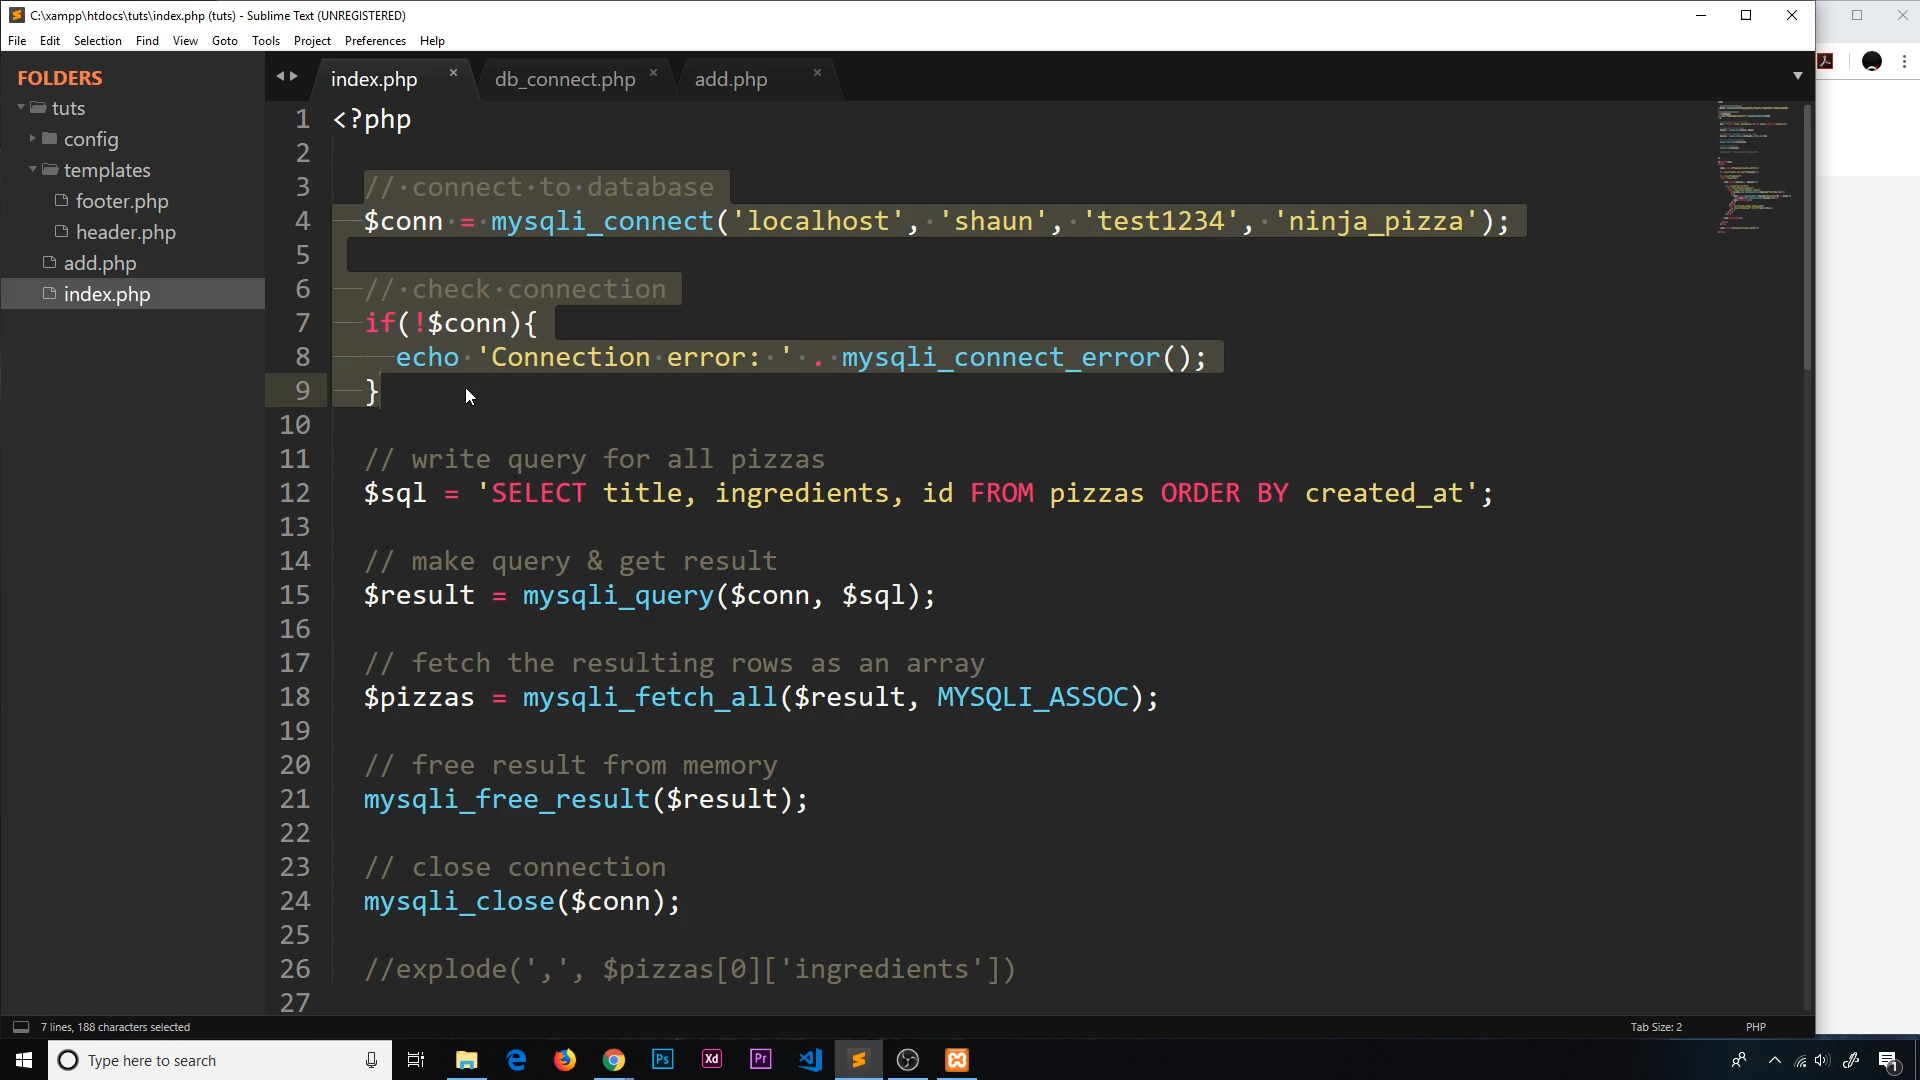 C:\xampp\htdocs\tuts\index.php (tuts) - Sublime Text (UNREGISTERED)
File Edit Selection Find View Goto Tools Project Preferences Help
FOLDERS
tuts
config
templates
footer.php
header.php
add.php
index.php
index.php × db_connect.php × add.php ×
1 <?php
2
3 // connect to database
4 $conn = mysqli_connect('localhost', 'shaun', 'test1234', 'ninja_pizza');
5
6 // check connection
7 if(!$conn){
8 echo 'Connection error: ' . mysqli_connect_error();
9 }
10
11 // write query for all pizzas
12 $sql = 'SELECT title, ingredients, id FROM pizzas ORDER BY created_at';
13
14 // make query & get result
15 $result = mysqli_query($conn, $sql);
16
17 // fetch the resulting rows as an array
18 $pizzas = mysqli_fetch_all($result, MYSQLI_ASSOC);
19
20 // free result from memory
21 mysqli_free_result($result);
22
23 // close connection
24 mysqli_close($conn);
25
26 //explode(',', $pizzas[0]['ingredients'])
27
7 lines, 188 characters selected
Tab Size: 2
PHP
Type here to search
Ps
Xd
Pr
1